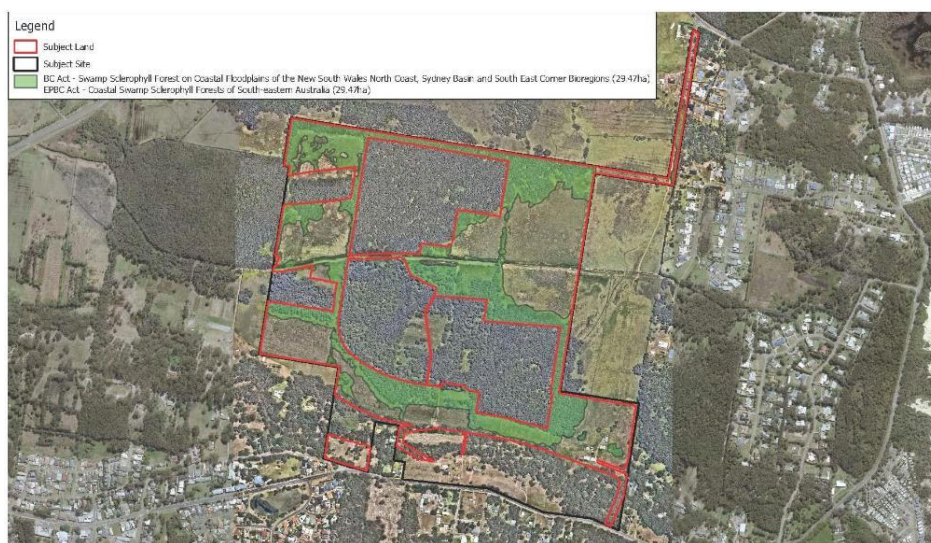 Legend
Subject Land
Subject Site
BC Act - Swamp Sclerophyll Forest on Coastal Floodplains of the New South Wales North Coast, Sydney Basin and South East Corner Bioregions (29.47ha)
EPBC Act - Coastal Swamp Sclerophyll Forests of South-eastern Australia (29.47ha)